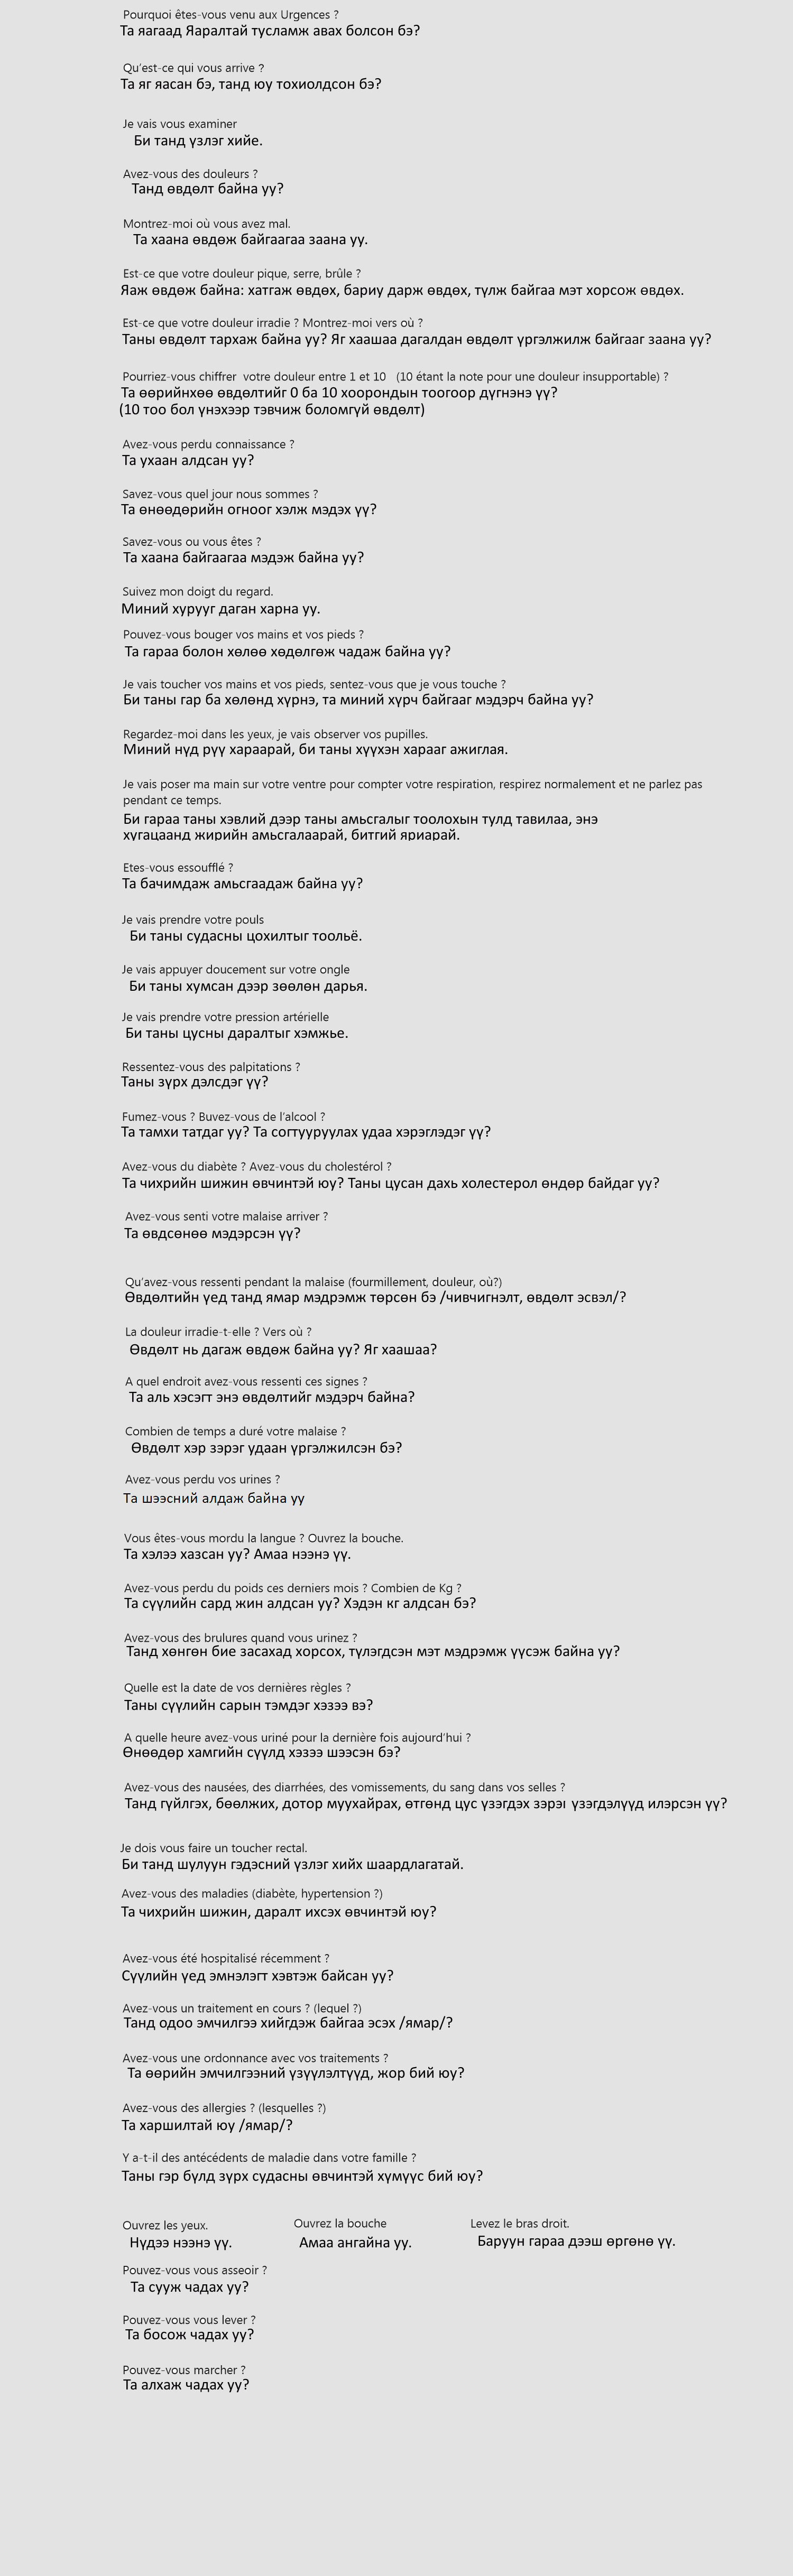 Pourquoi êtes-vous venu aux Urgences ?
Та яагаад Яаралтай тусламж авах болсон бэ?
Qu'est-ce qui vous arrive ?
Та яг яасан бэ, танд юу тохиолдсон бэ?
Je vais vous examiner
Би танд үзлэг хийе.
Avez-vous des douleurs ?
Танд өвдөлт байна уу?
Montrez-moi où vous avez mal.
Та хаана өвдөж байгаагаа заана уу.
Est-ce que votre douleur pique, serre, brûle ?
Яаж өвдөж байна: хатгаж өвдөх, бариу дарж өвдөх, түлж байгаа мэт хорсож өвдөх.
Est-ce que votre douleur irradie ? Montrez-moi vers où ?
Таны өвдөлт тархаж байна уу? Яг хаашаа дагалдан өвдөлт үргэлжилж байгааг заана уу?
Pourriez-vous chiffrer votre douleur entre 1 et 10 (10 étant la note pour une douleur insupportable) ?
Та өөрийнхөө өвдөлтийг 0 ба 10 хоорондын тоогоор дүгнэнэ үү?
(10 тоо бол үнэхээр тэвчиж боломгүй өвдөлт)
Avez-vous perdu connaissance ?
Та ухаан алдсан уу?
Savez-vous quel jour nous sommes ?
Та өнөөдөрийн огноог хэлж мэдэх үү?
Savez-vous ou vous êtes ?
Та хаана байгаагаа мэдэж байна уу?
Suivez mon doigt du regard.
Миний хурууг даган харна уу.
Pouvez-vous bouger vos mains et vos pieds ?
Та гараа болон хөлөө хөдөлгөж чадаж байна уу?
Je vais toucher vos mains et vos pieds, sentez-vous que je vous touche ?
Би таны гар ба хөлөнд хүрнэ, та миний хүрч байгааг мэдэрч байна уу?
Regardez-moi dans les yeux, je vais observer vos pupilles.
Миний нүд рүү хараарай, би таны хүүхэн харааг ажиглая.
Je vais poser ma main sur votre ventre pour compter votre respiration, respirez normalement et ne parlez pas
pendant ce temps.
Би гараа таны хэвлий дээр таны амьсгалыг тоолохын тулд тавилаа, энэ
хугацаанд жирийн амьсгалаарай, битгий яриарай.
Etes-vous essoufflé ?
Та бачимдаж амьсгаадаж байна уу?
Je vais prendre votre pouls
Би таны судасны цохилтыг тоольё.
Je vais appuyer doucement sur votre ongle
Би таны хумсан дээр зөөлөн дарья.
Je vais prendre votre pression artérielle
Би таны цусны даралтыг хэмжье.
Ressentez-vous des palpitations ?
Таны зүрх дэлсдэг үү?
Fumez-vous ? Buvez-vous de l'alcool ?
Та тамхи татдаг уу? Та согтууруулах удаа хэрэглэдэг үү?
Avez-vous du diabète ? Avez-vous du cholestérol ?
Та чихрийн шижин өвчинтэй юу? Таны цусан дахь холестерол өндөр байдаг уу?
Avez-vous senti votre malaise arriver ?
Та өвдсөнөө мэдэрсэн үү?
Qu'avez-vous ressenti pendant la malaise (fourmillement, douleur, où?)
Өвдөлтийн үед танд ямар мэдрэмж төрсөн бэ /чивчигнэлт, өвдөлт эсвэл/?
La douleur irradie-t-elle ? Vers où ?
Өвдөлт нь дагаж өвдөж байна уу? Яг хаашаа?
A quel endroit avez-vous ressenti ces signes ?
Та аль хэсэгт энэ өвдөлтийг мэдэрч байна?
Combien de temps a duré votre malaise ?
Өвдөлт хэр зэрэг удаан үргэлжилсэн бэ?
Avez-vous perdu vos urines ?
Та шээсний алдаж байна уу
Vous êtes-vous mordu la langue ? Ouvrez la bouche.
Та хэлээ хазсан уу? Амаа нээнэ үү.
Avez-vous perdu du poids ces derniers mois ? Combien de Kg ?
Та сүүлийн сард жин алдсан уу? Хэдэн кг алдсан бэ?
Avez-vous des brulures quand vous urinez ?
Танд хөнгөн бие засахад хорсох, түлэгдсэн мэт мэдрэмж үүсэж байна уу?
Quelle est la date de vos dernières règles ?
Таны сүүлийн сарын тэмдэг хэзээ вэ?
A quelle heure avez-vous uriné pour la dernière fois aujourd'hui ?
Өнөөдөр хамгийн сүүлд хэзээ шээсэн бэ?
Avez-vous des nausées, des diarrhées, des vomissements, du sang dans vos selles ?
Танд гүйлгэх, бөөлжих, дотор муухайрах, өтгөнд цус үзэгдэх үзэгдэлүүд илэрсэн үү?
Je dois vous faire un toucher rectal.
Би танд шулуун гэдэсний үзлэг хийх шаардлагатай.
Avez-vous des maladies (diabète, hypertension ?)
Та чихрийн шижин, даралт ихсэх өвчинтэй юу?
Avez-vous été hospitalisé récemment ?
Сүүлийн үед эмнэлэгт хэвтэж байсан уу?
Avez-vous un traitement en cours ? (lequel ?)
Танд одоо эмчилгээ хийгдэж байгаа эсэх /ямар/?
Avez-vous une ordonnance avec vos traitements ?
Та өөрийн эмчилгээний үзүүлэлтүүд, жор бий юу?
Avez-vous des allergies ? (lesquelles ?)
Та харшилтай юу /ямар/?
Y a-t-il des antécédents de maladie dans votre famille ?
Таны гэр бүлд зүрх судасны өвчинтэй хүмүүс бий юу?
Ouvrez les yeux.
Нүдээ нээнэ үү.
Ouvrez la bouche
Амаа ангайна уу.
Levez le bras droit.
Баруун гараа дээш өргөнө үү.
Pouvez-vous vous asseoir ?
Та сууж чадах уу?
Pouvez-vous vous lever ?
Та босож чадах уу?
Pouvez-vous marcher ?
Та алхаж чадах уу?